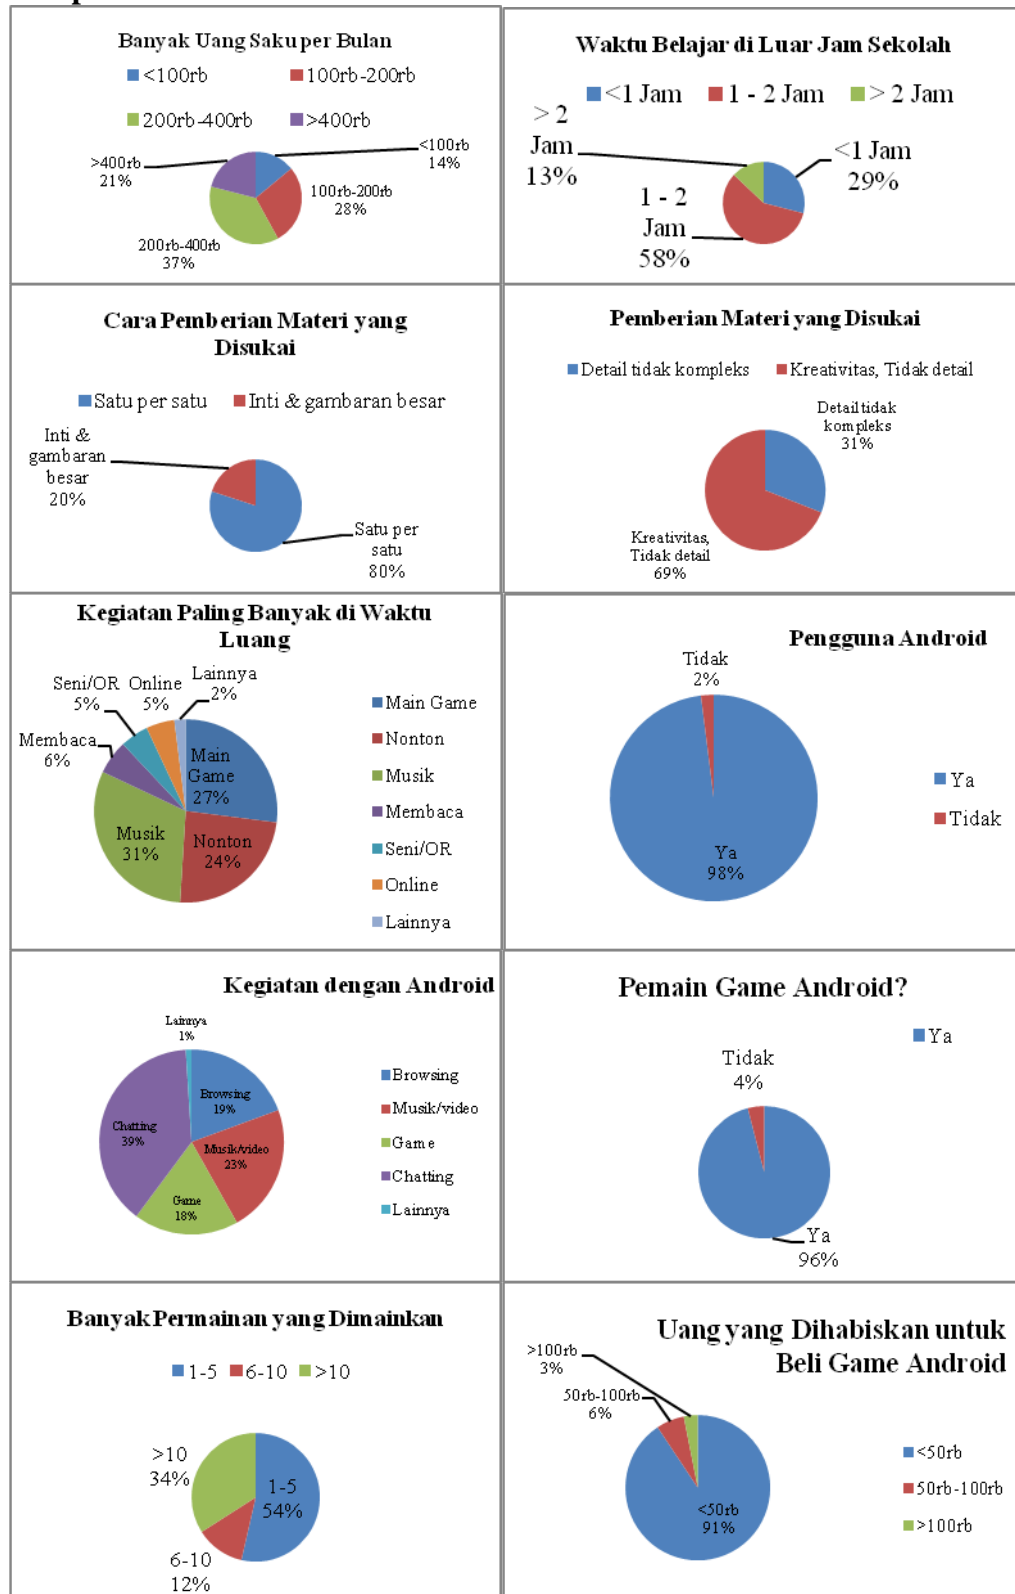 Banyak Uang Saku per Bulan
<100rb 100rb-200rb
200rb-400rb >400rb
<100rb
14%
>400rb
21%
100rb-200rb
28%
200rb-400rb
37%
Waktu Belajar di Luar Jam Sekolah
<1 Jam 1 - 2 Jam > 2 Jam
> 2
Jam
13%
<1 Jam
29%
1 - 2
Jam
58%
Cara Pemberian Materi yang
Disukai
Satu per satu Inti & gambaran besar
Inti &
gambaran
besar
20%
Satu per
satu
80%
Pemberian Materi yang Disukai
Detail tidak kompleks Kreativitas, Tidak detail
Detail tidak
kompleks
31%
Kreativitas,
Tidak detail
69%
Kegiatan Paling Banyak di Waktu
Luang
Lainnya
2%
Seni/OR
5%
Online
5%
Membaca
6%
Main
Game
27%
Musik
31%
Nonton
24%
Main Game
Nonton
Musik
Membaca
Seni/OR
Online
Lainnya
Pengguna Android
Tidak
2%
Ya
98%
Ya
Tidak
Kegiatan dengan Android
Lainnya
1%
Browsing
19%
Chatting
39%
Musik/video
23%
Game
18%
Browsing
Musik/video
Game
Chatting
Lainnya
Pemain Game Android?
Ya
Tidak
4%
Ya
96%
Banyak Permainan yang Dimainkan
1-5 6-10 >10
>10
34%
1-5
54%
6-10
12%
Uang yang Dihabiskan untuk
Beli Game Android
>100rb
3%
50rb-100rb
6%
<50rb
91%
<50rb
50rb-100rb
>100rb